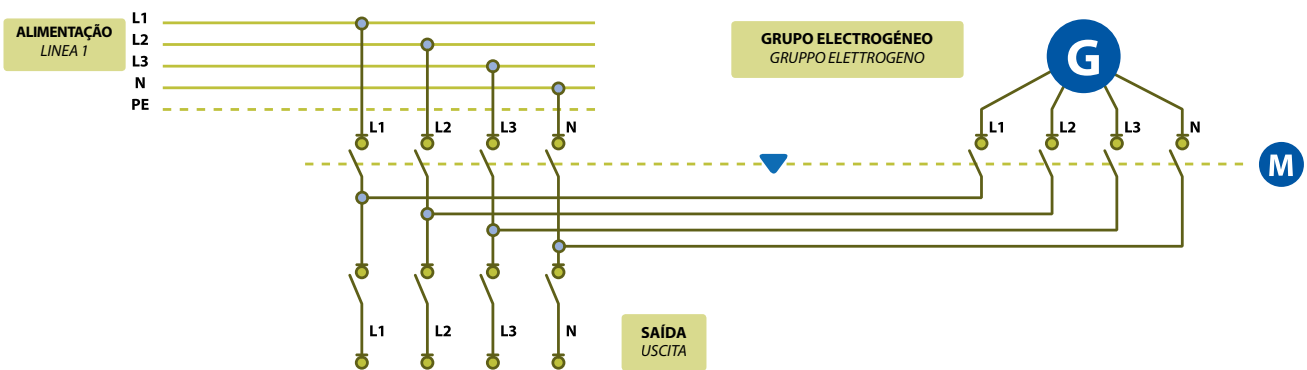 ALIMENTAÇÃO
LINEA 1
L1
L2
L3
N
PE
GRUPO ELECTROGÉNEO
GRUPPO ELETTROGENO
G
L1
L2
L3
N
L1
L2
L3
N
M
L1
L2
L3
N
SAÍDA
USCITA